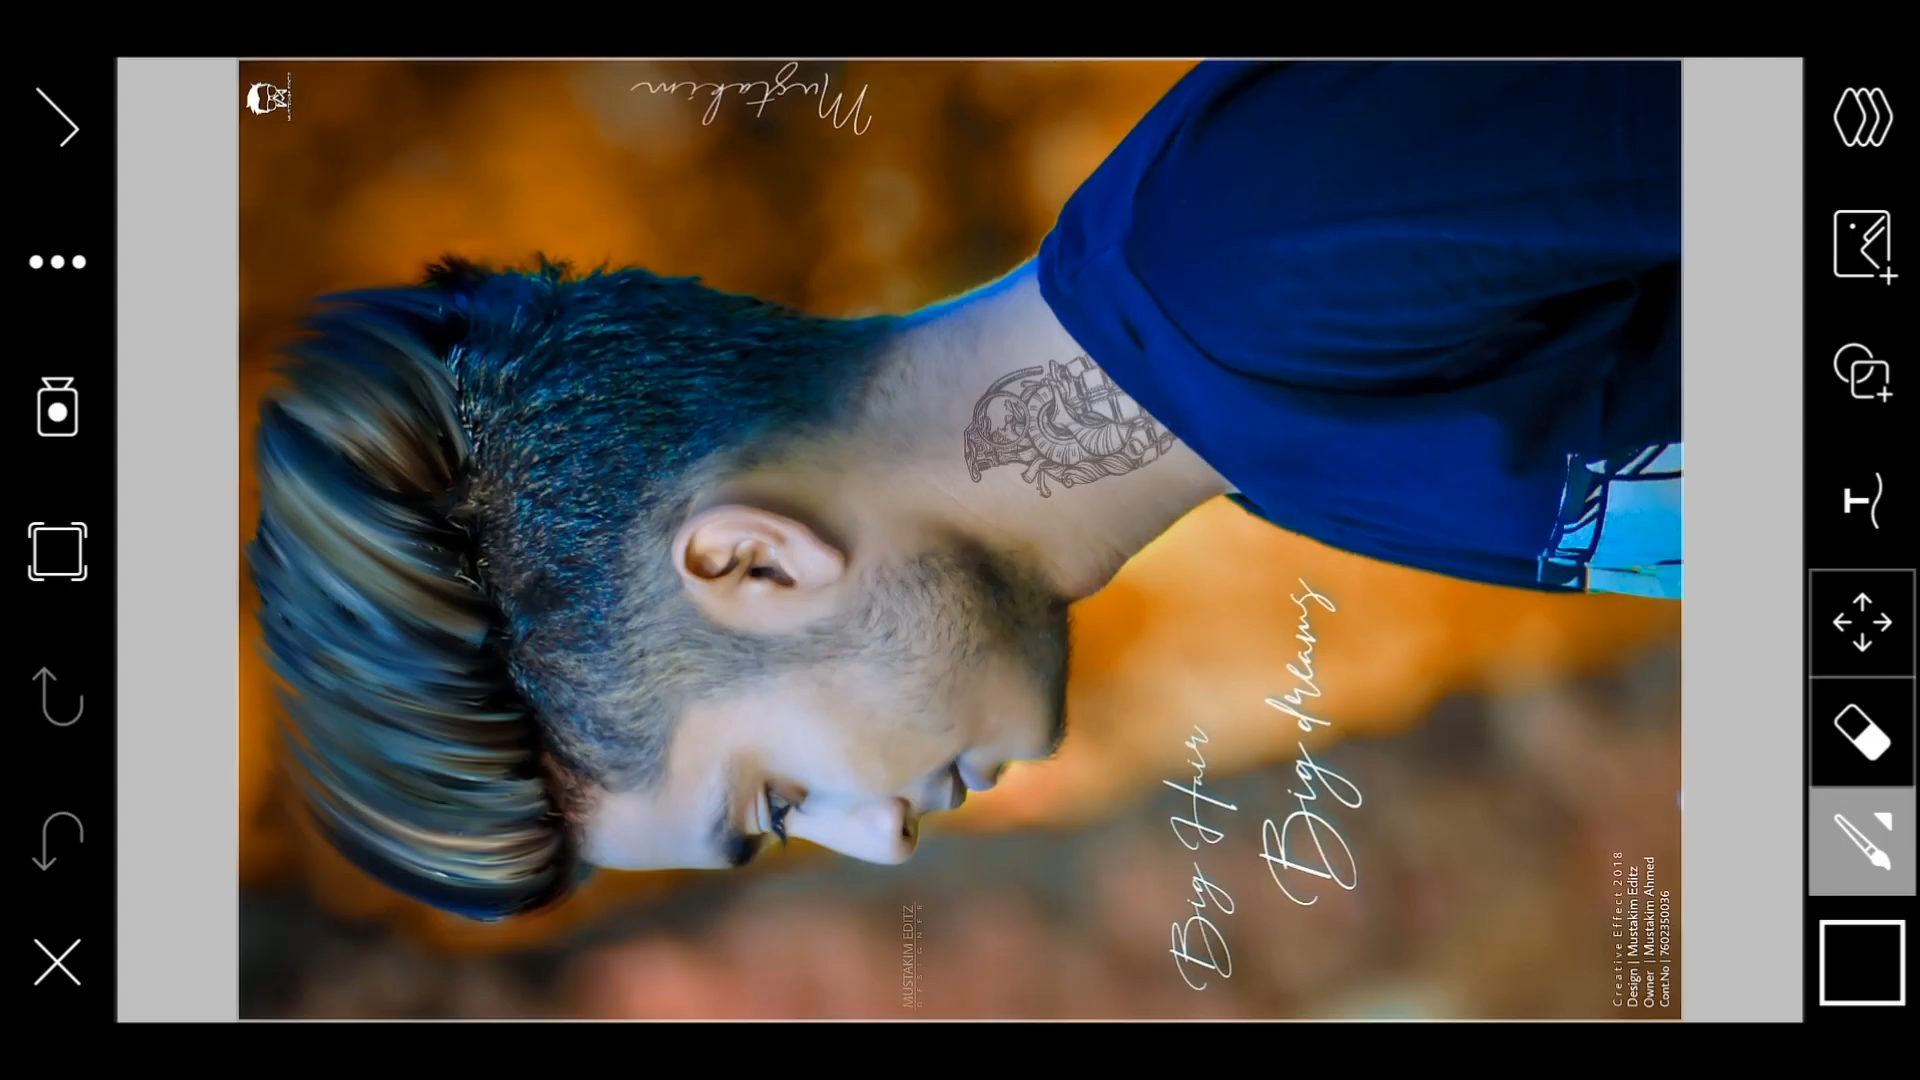 Mustakim
Big Hair
Big dreams
MUSTAKIM EDITZ
DESIGNER
Creative Effect 2018
Design | Mustakim Editz
Owner | Mustakim Ahmed
Cont.No | 7602350036